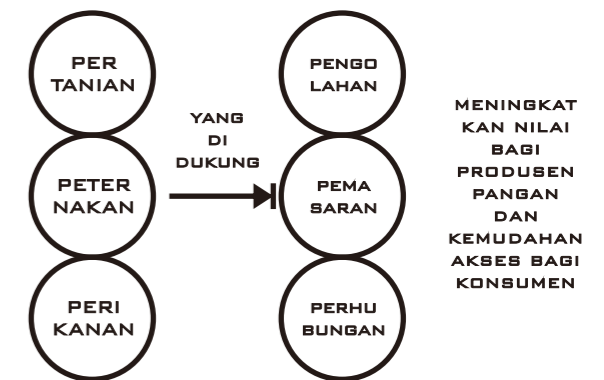 PER
TANIAN
PETER
NAKAN
PERI
KANAN
YANG
DI
DUKUNG
PENGO
LAHAN
PEMA
SARAN
PERHU
BUNGAN
MENINGKAT
KAN NILAI
BAGI
PRODUSEN
PANGAN
DAN
KEMUDAHAN
AKSES BAGI
KONSUMEN